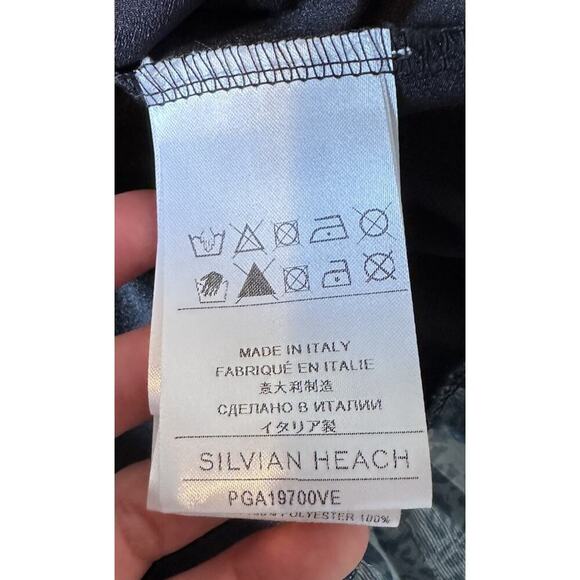 MADE IN ITALY
FABRIQUÉ EN ITALIE
意大利制造
СДЕЛАНО В ИТАЛИИ
イタリア製
SILVIAN HEACH
PGA19700VE
POLYESTER 100%